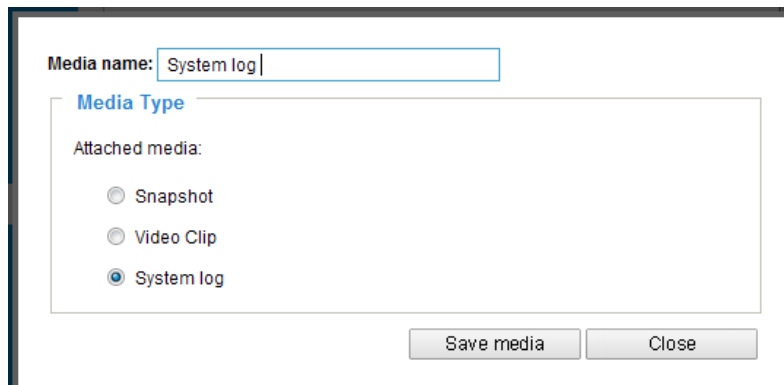 Media name: System log
Media Type
Attached media:
Snapshot
Video Clip
System log
Save media Close